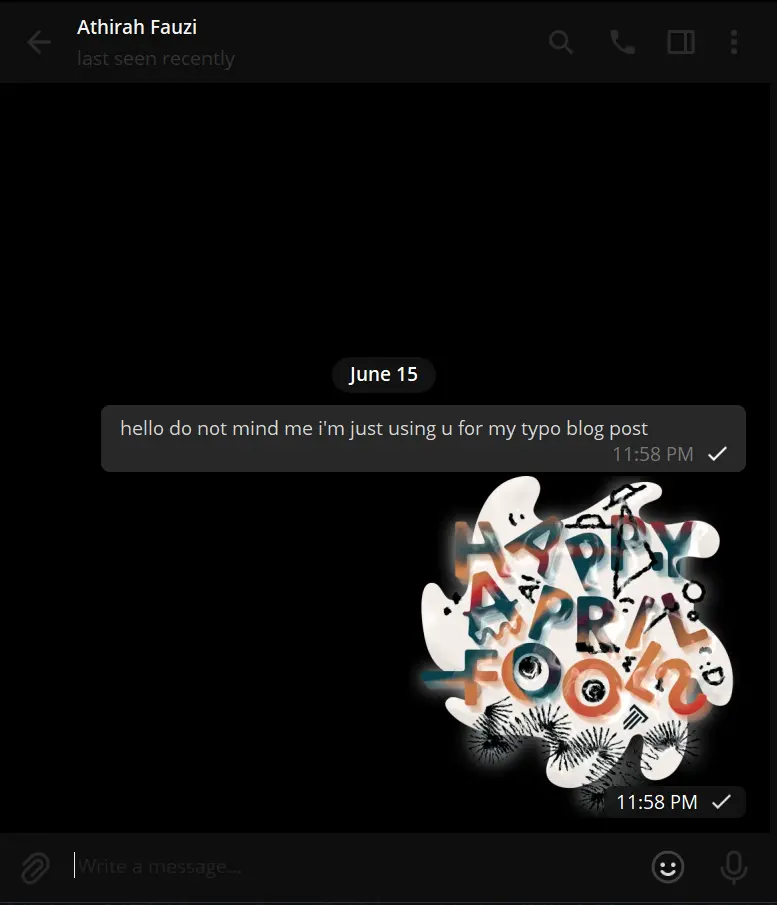 Athirah Fauzi
last seen recently
June 15
hello do not mind me i'm just using u for my typo blog post
11:58 PM
HAPPY
APRIL
FOOLS
:D
11:58 PM
Write a message...